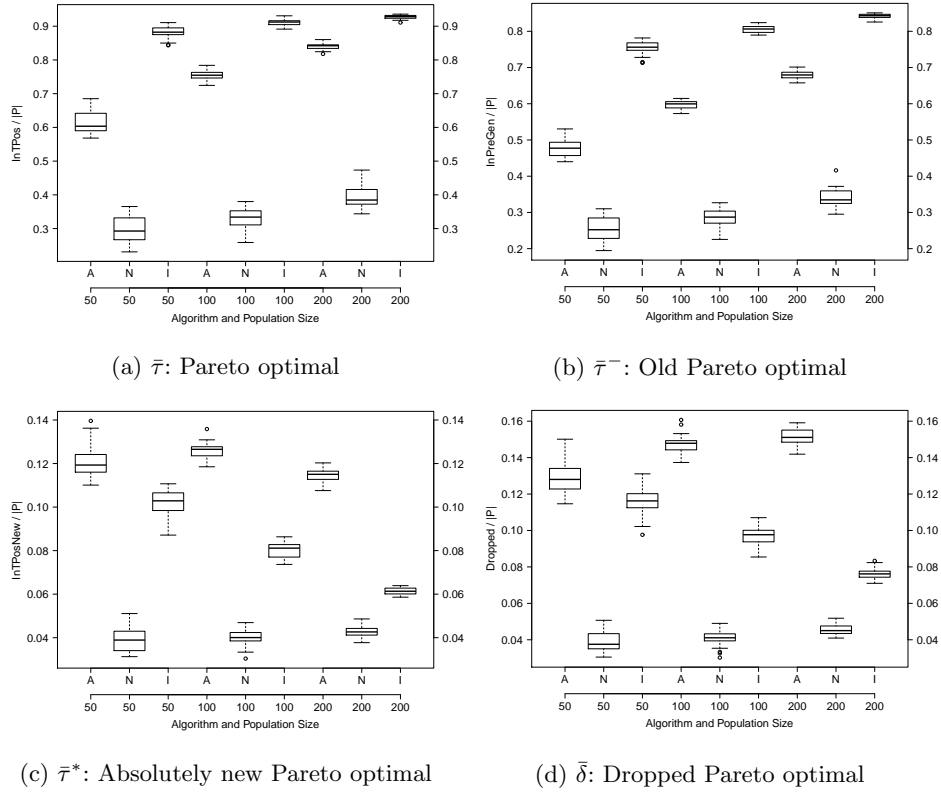 0.9
0.8
0.7
0.6
0.5
0.4
0.3
InTPos / |P|
0.9
0.8
0.7
0.6
0.5
0.4
0.3
A N I A N I A N I
50 50 50 100 100 100 200 200 200
Algorithm and Population Size
(a) τ̄: Pareto optimal
0.8
0.7
0.6
0.5
0.4
0.3
0.2
InPreGen / |P|
0.8
0.7
0.6
0.5
0.4
0.3
0.2
A N I A N I A N I
50 50 50 100 100 100 200 200 200
Algorithm and Population Size
(b) τ̄⁻: Old Pareto optimal
0.14
0.12
0.10
0.08
0.06
0.04
InTPosNew / |P|
0.14
0.12
0.10
0.08
0.06
0.04
A N I A N I A N I
50 50 50 100 100 100 200 200 200
Algorithm and Population Size
(c) τ̄*: Absolutely new Pareto optimal
0.16
0.14
0.12
0.10
0.08
0.06
0.04
Dropped / |P|
0.16
0.14
0.12
0.10
0.08
0.06
0.04
A N I A N I A N I
50 50 50 100 100 100 200 200 200
Algorithm and Population Size
(d) δ̄: Dropped Pareto optimal